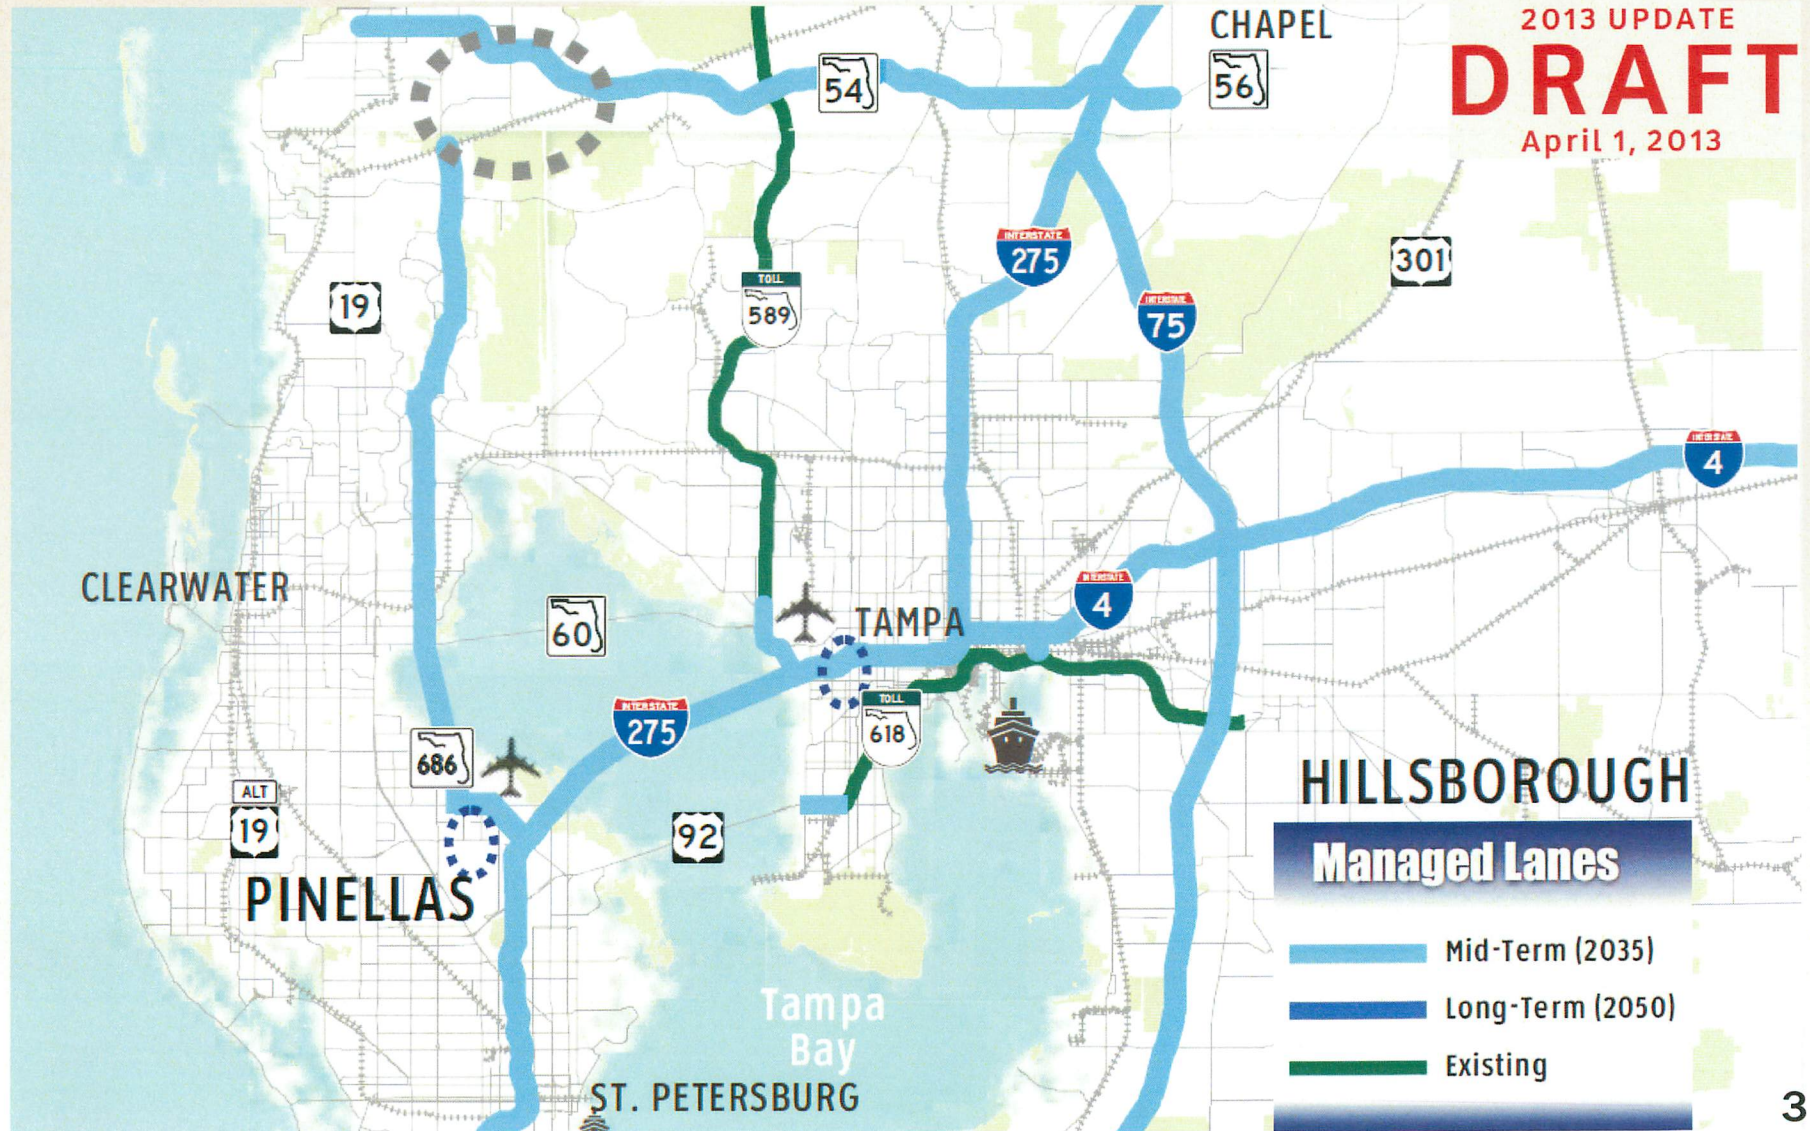 CHAPEL
2013 UPDATE
DRAFT
April 1, 2013
54
56
INTERSTATE
275
301
TOLL
589
19
INTERSTATE
75
INTERSTATE
4
CLEARWATER
60
TAMPA
INTERSTATE
4
INTERSTATE
275
TOLL
618
686
ALT
19
92
PINELLAS
HILLSBOROUGH
Managed Lanes
Mid-Term (2035)
Long-Term (2050)
Existing
Tampa
Bay
ST. PETERSBURG
3